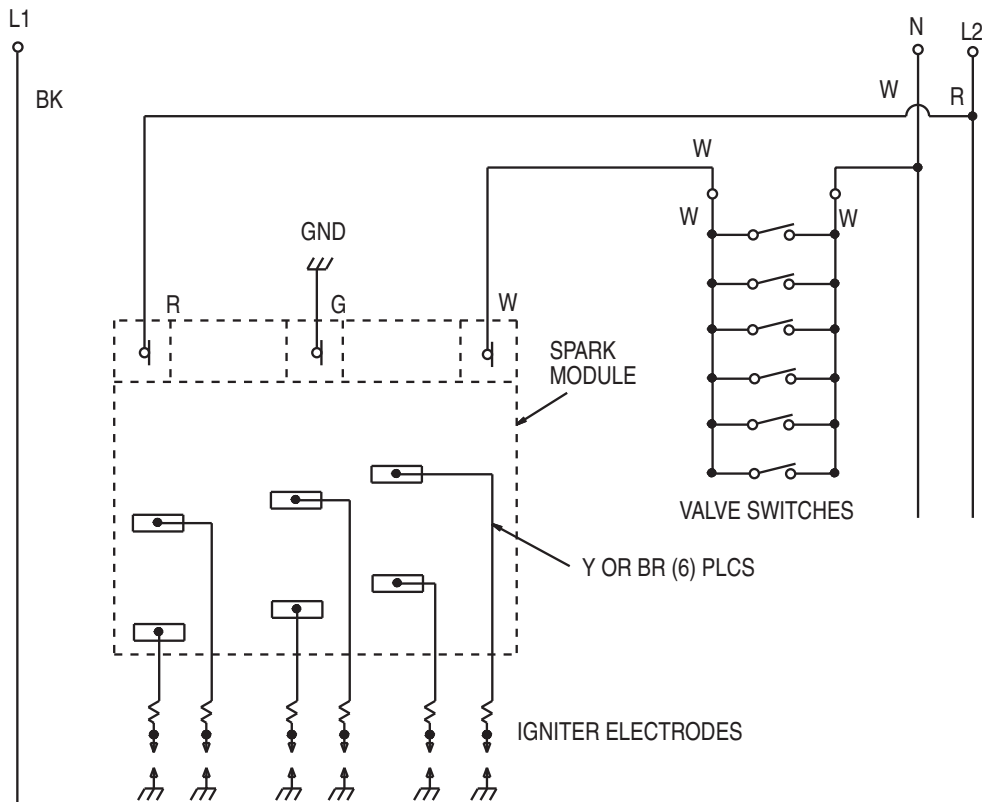 L1
N
L2
BK
W
R
W
W
W
GND
R
G
W
SPARK
MODULE
VALVE SWITCHES
Y OR BR (6) PLCS
IGNITER ELECTRODES